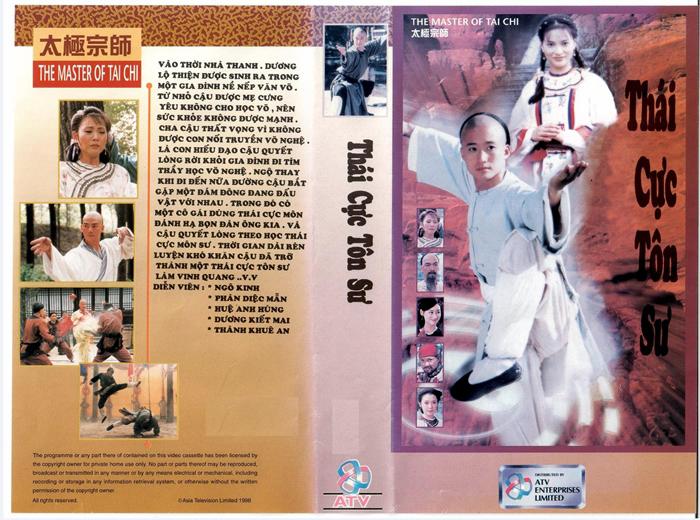 太極宗師
THE MASTER OF TAI CHI
VÀO THỜI NHÀ THANH. DƯƠNG
LỘ THIỆN ĐƯỢC SINH RA TRONG
MỘT GIA ĐÌNH NỀ NẾP VĂN VÕ.
TỪ NHỎ CẬU ĐƯỢC MẸ CƯNG
YÊU KHÔNG CHO HỌC VÕ, NÊN
SỨC KHỎE KHÔNG ĐƯỢC MẠNH.
CHA CẬU THẤT VỌNG VÌ KHÔNG
ĐƯỢC CON NỐI TRUYỀN VÕ NGHỆ.
LÀ CON HIẾU ĐẠO CẬU QUYẾT
LÒNG RỜI KHỎI GIA ĐÌNH ĐI TÌM
THẦY HỌC VÕ NGHỆ. NGỘ THAY
KHI ĐI ĐẾN NỮA ĐƯỜNG CẬU BẮT
GẶP MỘT ĐÁM ĐÔNG ĐANG ĐẤU
VẬT VỚI NHAU. TRONG ĐÓ CÓ
MỘT CÔ GÁI DÙNG THÁI CỰC MÔN
ĐÁNH HẠ BỌN ĐÀN ÔNG KIA. VÀ
CẬU QUYẾT LÒNG THEO HỌC THÁI
CỰC MÔN SƯ. THỜI GIAN DÀI RÈN
LUYỆN KHÓ KHĂN CẬU ĐÃ TRỞ
THÀNH MỘT THÁI CỰC TÔN SƯ
LẪM VINH QUANG ..V.V
DIỄN VIÊN : * NGÔ KINH
* PHÀN DIỆC MẪN
* HUỆ ANH HÙNG
* DƯƠNG KIẾT MAI
* THÀNH KHUÊ AN
The programme or any part there of contained on this video cassette has been licensed by
the copyright owner for private home use only. No part or parts thereof may be reproduced,
broadcast or transmitted in any manner or by any means electrical or mechanical, including
recording or storage in any information retrieval system, or otherwise without the written
permission of the copyright owner.
All rights reserved.
© Asia Television Limited 1998
Thái Cực Tôn Sư
ATV
THE MASTER OF TAI CHI
太極宗師
Thái
Cực
Tôn
Sư
DISTRIBUTED BY
ATV
ENTERPRISES
LIMITED